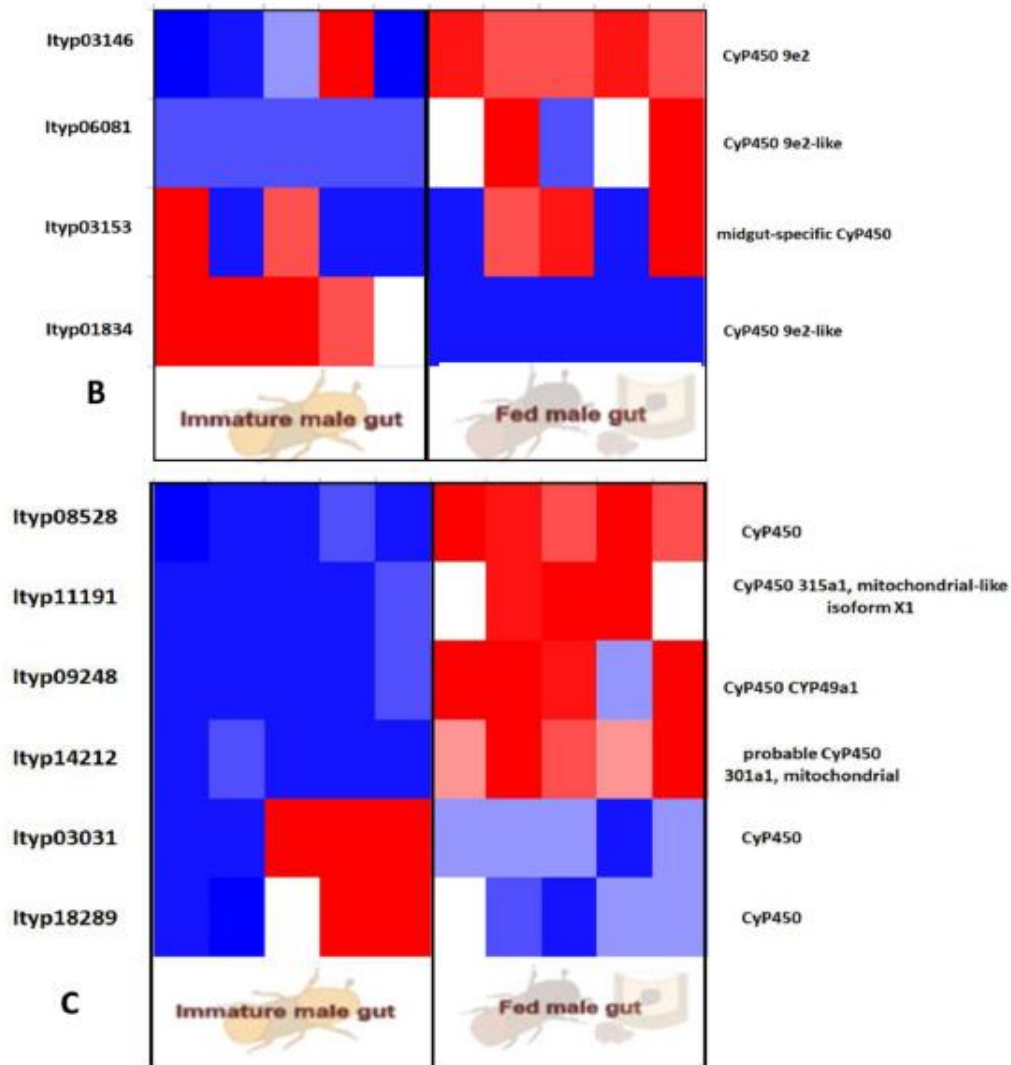 Ityp03146
CyP450 9e2
Ityp06081
CyP450 9e2-like
Ityp03153
midgut-specific CyP450
Ityp01834
CyP450 9e2-like
B
Immature male gut
Fed male gut
Ityp08528
CyP450
Ityp11191
CyP450 315a1, mitochondrial-like
isoform X1
Ityp09248
CyP450 CYP49a1
Ityp14212
probable CyP450
301a1, mitochondrial
Ityp03031
CyP450
Ityp18289
CyP450
C
Immature male gut
Fed male gut